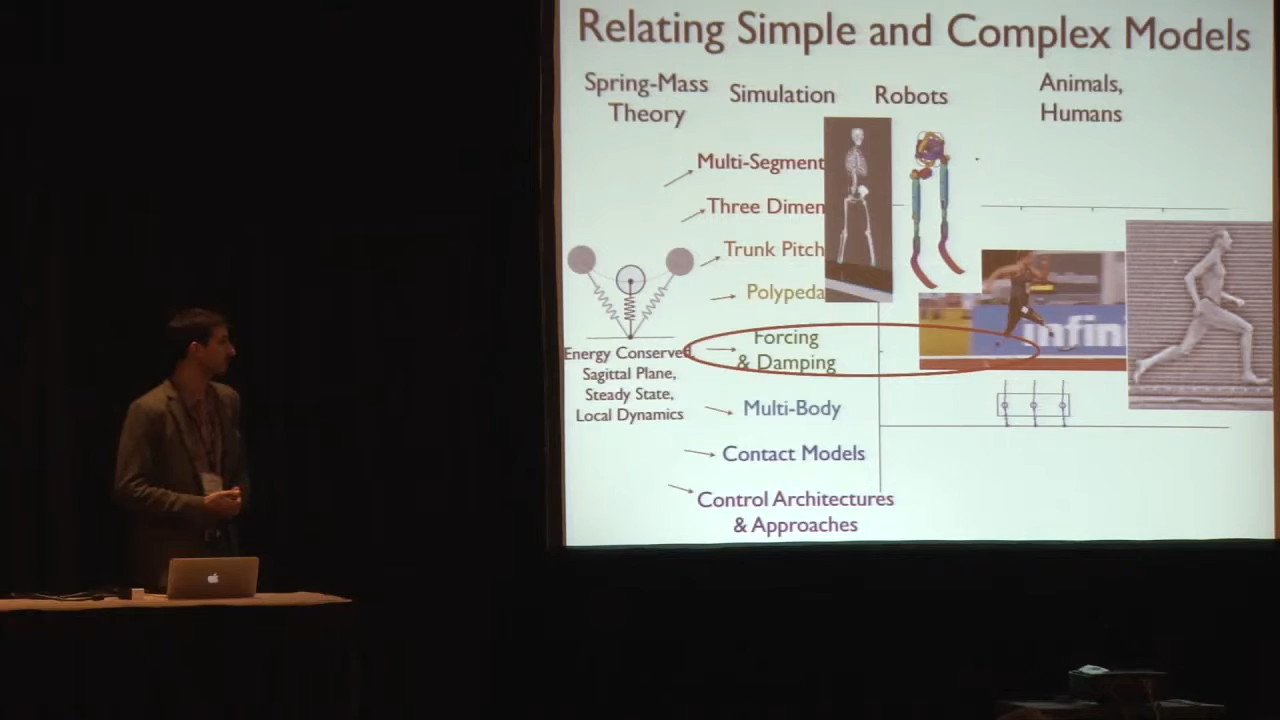 Relating Simple and Complex Models
Spring-Mass
Theory
Simulation
Robots
Animals,
Humans
Multi-Segment
Three Dimen
Trunk Pitch
Polypeda
Forcing
& Damping
Multi-Body
Contact Models
Control Architectures
& Approaches
Energy Conserved,
Sagittal Plane,
Steady State,
Local Dynamics
infini